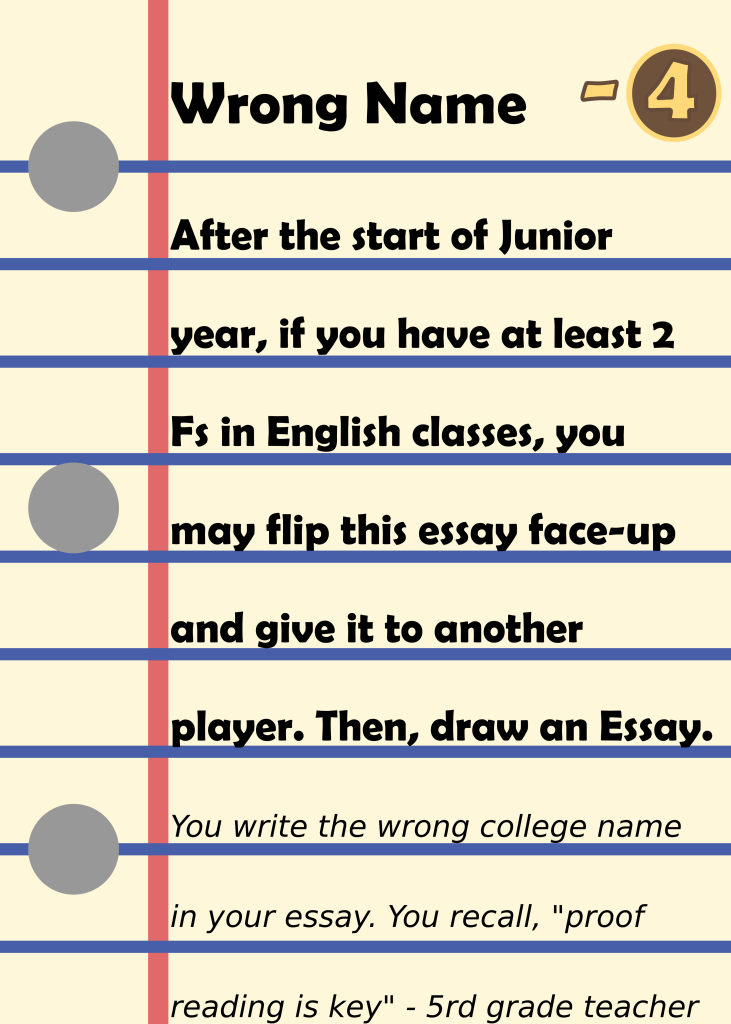 Wrong Name - 4
After the start of Junior
year, if you have at least 2
Fs in English classes, you
may flip this essay face-up
and give it to another
player. Then, draw an Essay.
You write the wrong college name
in your essay. You recall, "proof
reading is key" - 5rd grade teacher